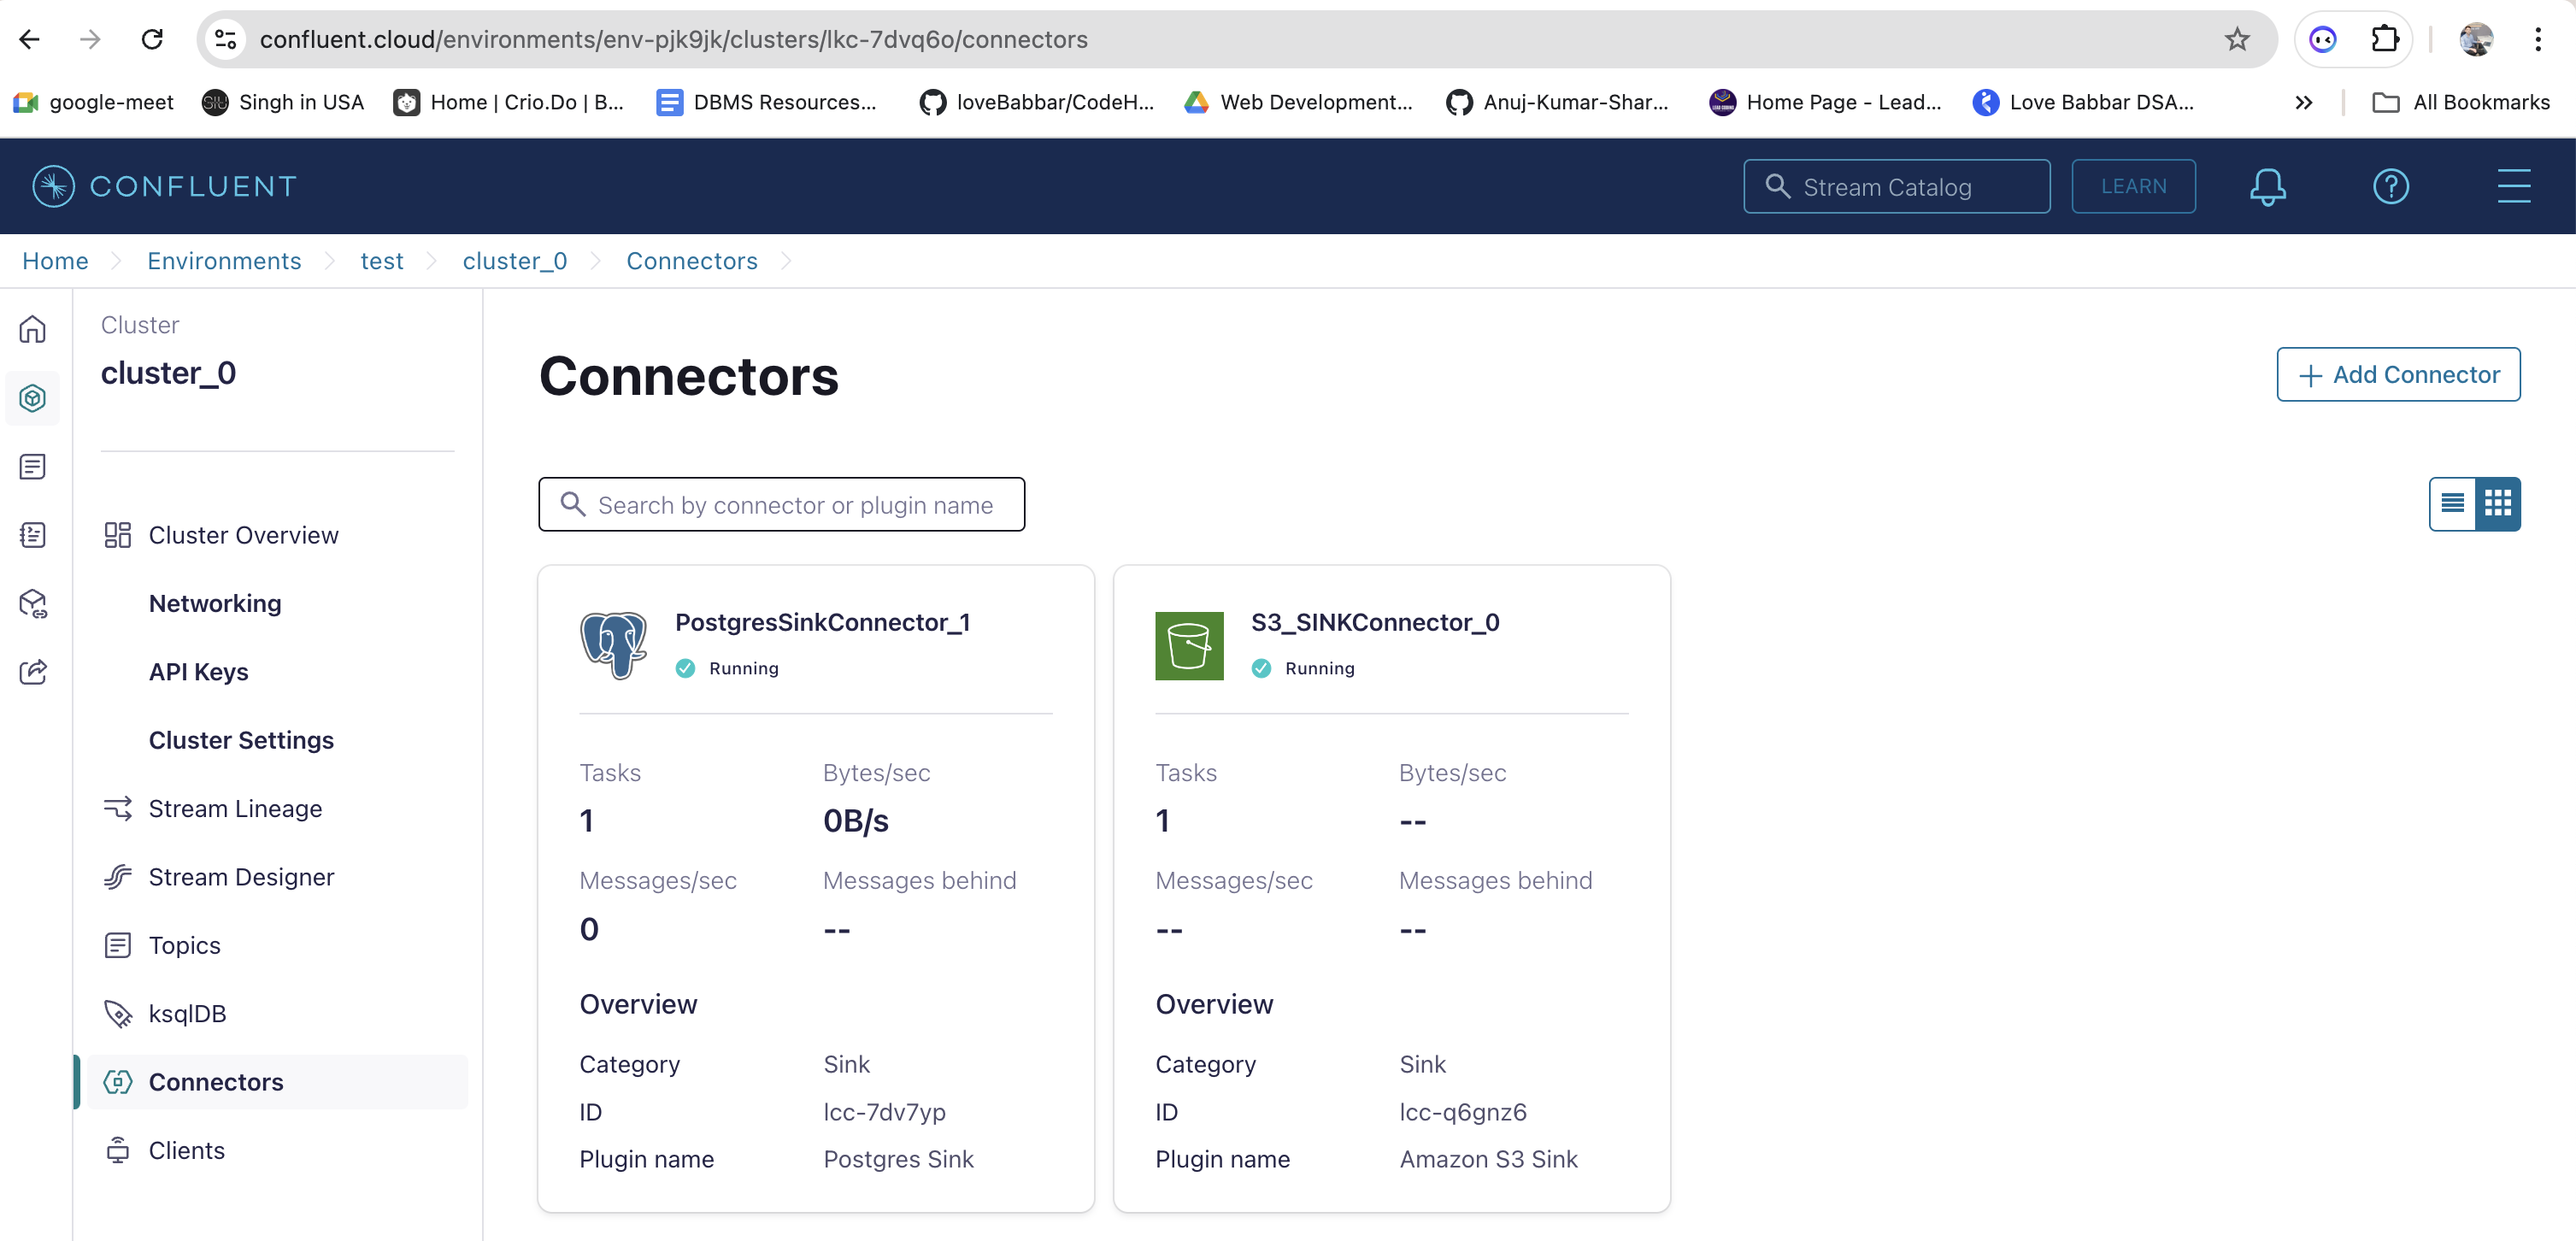 confluent.cloud/environments/env-pjk9jk/clusters/lkc-7dvq6o/connectors
google-meet
Singh in USA
Home | Crio.Do | B...
DBMS Resources...
loveBabbar/CodeH...
Web Development...
Anuj-Kumar-Shar...
Home Page - Lead...
Love Babbar DSA...
All Bookmarks
CONFLUENT
Stream Catalog
LEARN
Home
Environments
test
cluster_0
Connectors
Cluster
cluster_0
Cluster Overview
Networking
API Keys
Cluster Settings
Stream Lineage
Stream Designer
Topics
ksqlDB
Connectors
Clients
Connectors
Add Connector
Search by connector or plugin name
PostgresSinkConnector_1
Running
Tasks
Bytes/sec
1
0B/s
Messages/sec
Messages behind
0
--
Overview
Category
Sink
ID
lcc-7dv7yp
Plugin name
Postgres Sink
S3_SINKConnector_0
Running
Tasks
Bytes/sec
1
--
Messages/sec
Messages behind
--
--
Overview
Category
Sink
ID
lcc-q6gnz6
Plugin name
Amazon S3 Sink